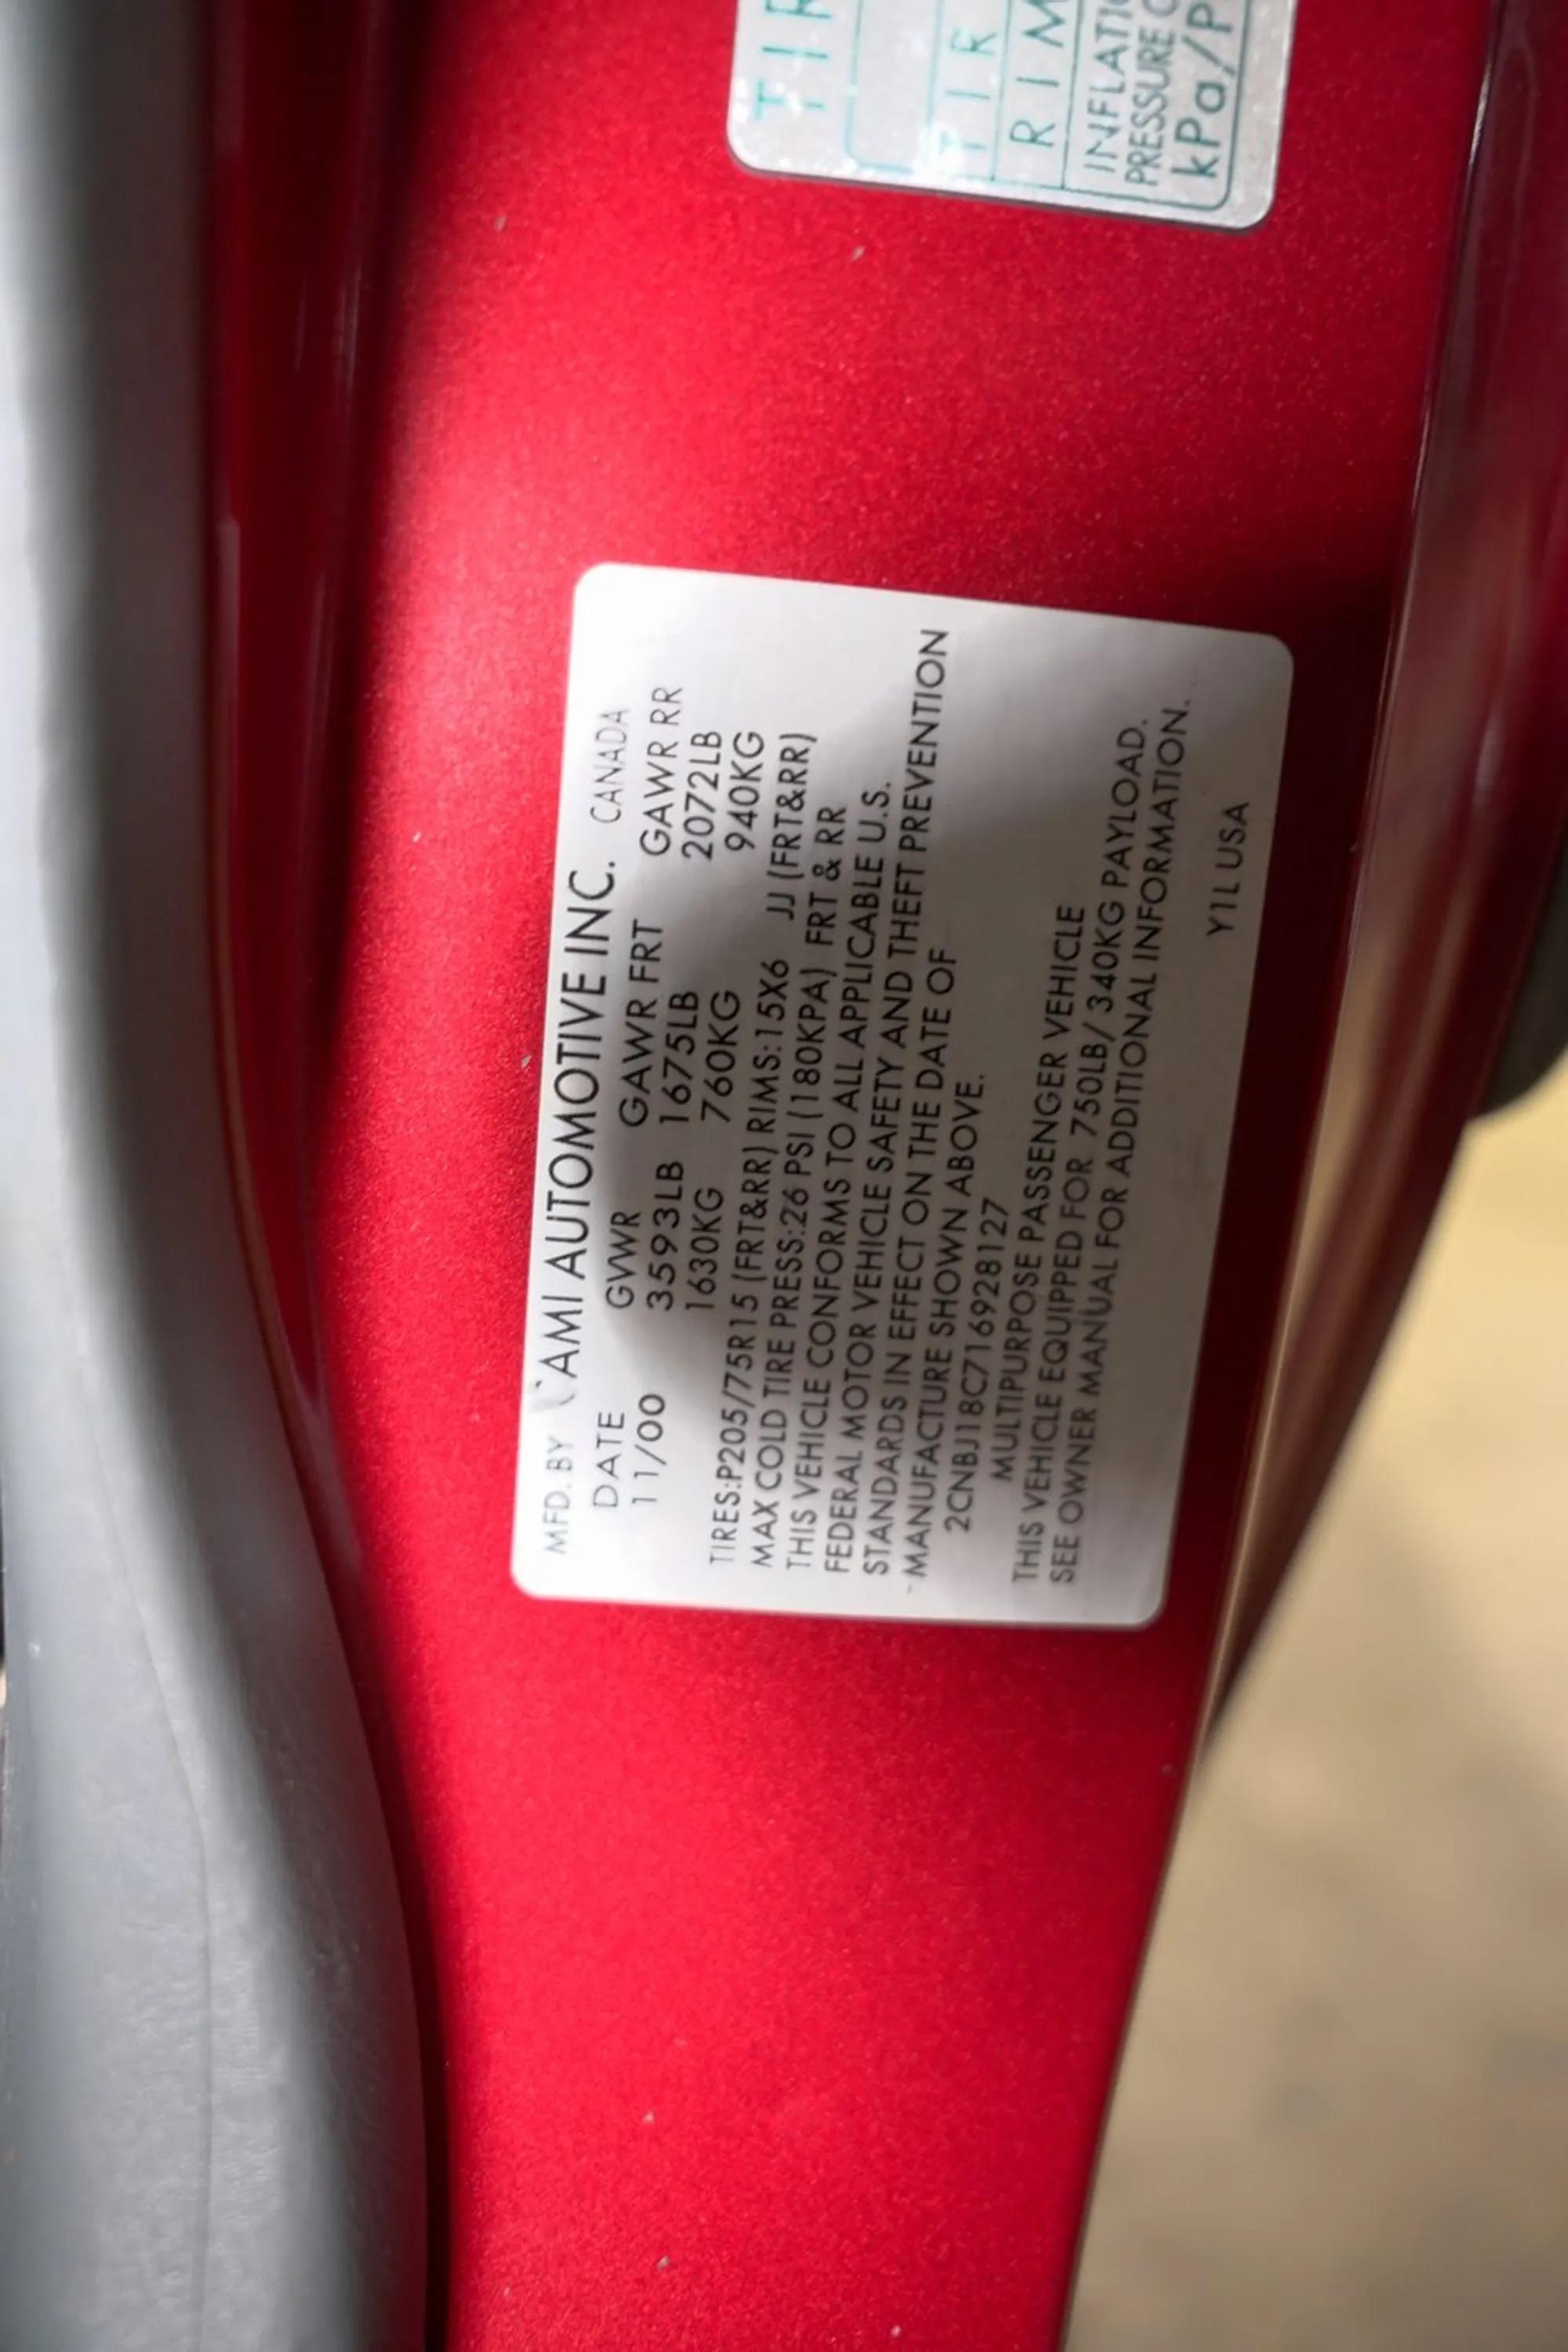 MFD. BY CAMI AUTOMOTIVE INC. CANADA
DATE GVWR GAWR FRT GAWR RR
11/00 3593LB 1675LB 2072LB
1630KG 760KG 940KG
TIRES:P205/75R15 (FRT&RR) RIMS:15X6 JJ (FRT&RR)
MAX COLD TIRE PRESS:26 PSI (180KPA) FRT & RR
THIS VEHICLE CONFORMS TO ALL APPLICABLE U.S.
FEDERAL MOTOR VEHICLE SAFETY AND THEFT PREVENTION
STANDARDS IN EFFECT ON THE DATE OF
MANUFACTURE SHOWN ABOVE.
2CNBJ18C716928127
MULTIPURPOSE PASSENGER VEHICLE
THIS VEHICLE EQUIPPED FOR 750LB/340KG PAYLOAD.
SEE OWNER MANUAL FOR ADDITIONAL INFORMATION.
Y1L USA
TIR
TIR
RIM
INFLATI
PRESSURE C
kPa/P